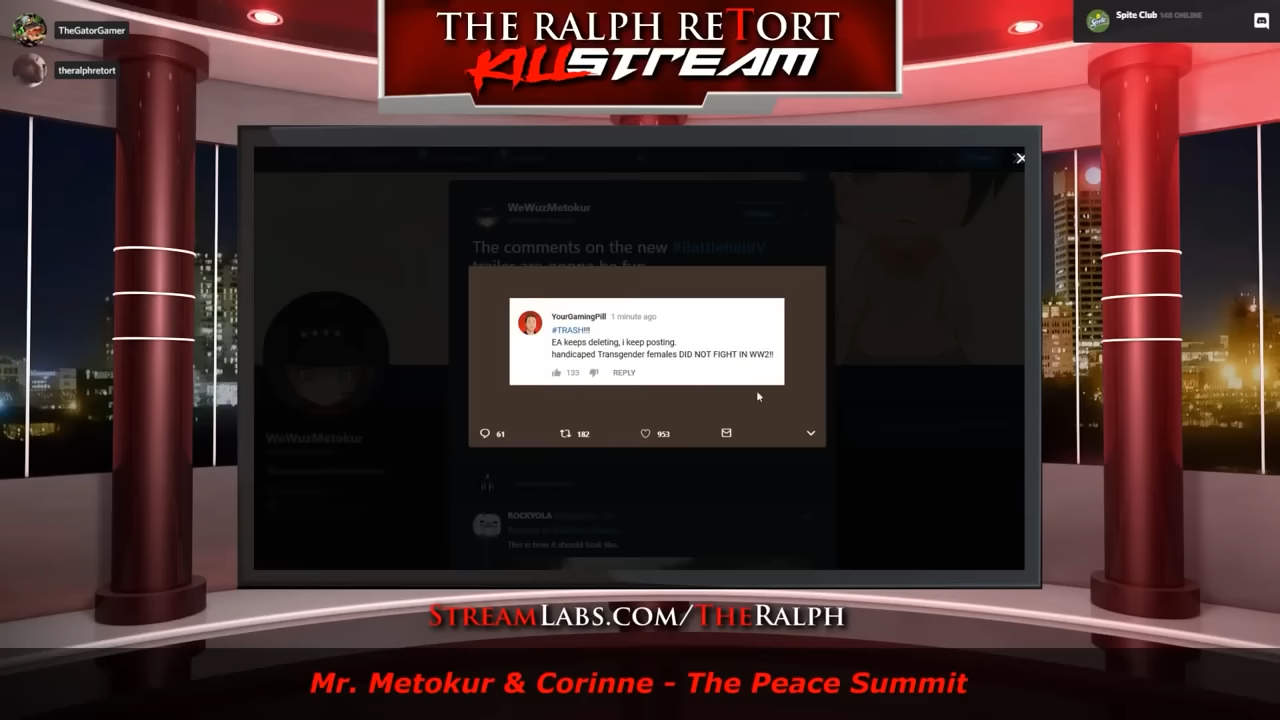 TheGatorGamer
theralphretort
THE RALPH RETORT
KILLSTREAM
Spite Club 148 ONLINE
WeWuzMetokur
The comments on the new #BattlefieldV
trailer are gonna be fun
YourGamingPill 1 minute ago
#TRASH!!!
EA keeps deleting, i keep posting.
handicaped Transgender females DID NOT FIGHT IN WW2!!
133 REPLY
61 182 953
WeWuzMetokur
ROCKYOLA
This is how it should look like.
STREAMLABS.COM/THERALPH
Mr. Metokur & Corinne - The Peace Summit